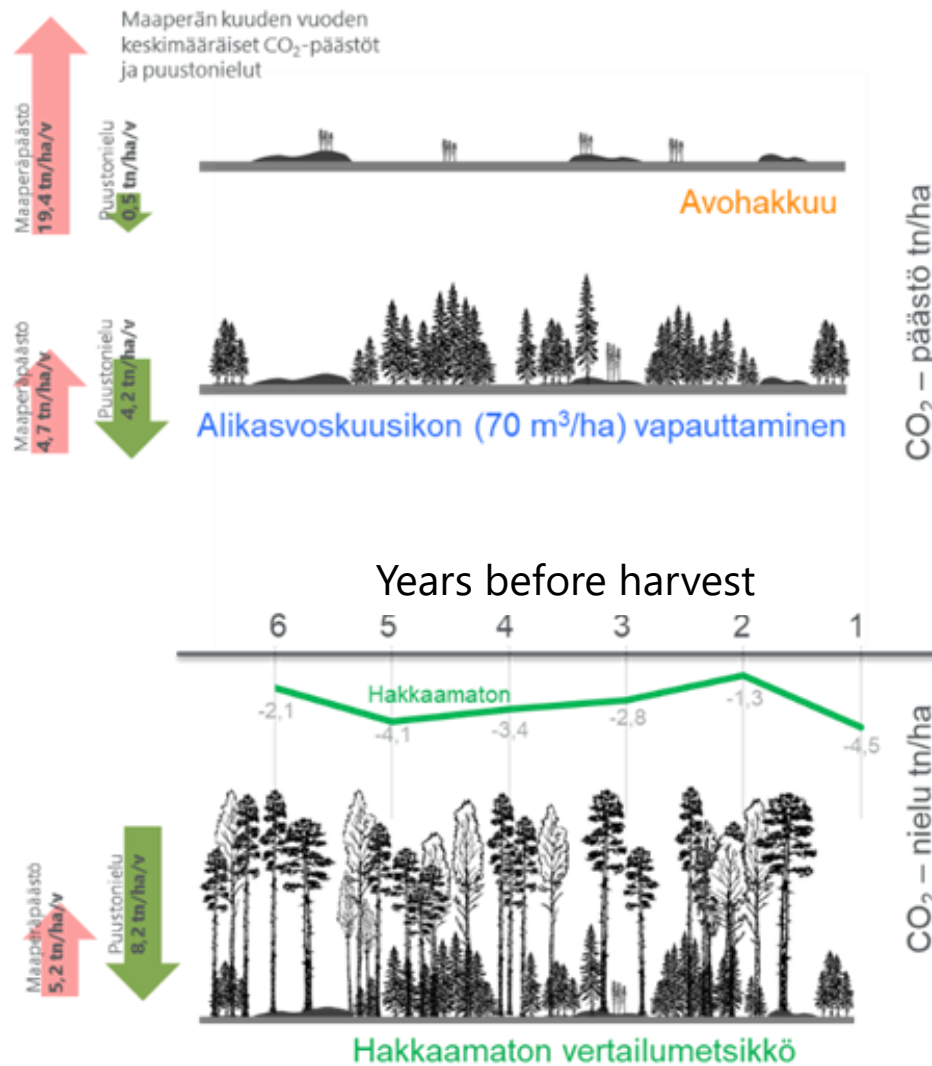 Maaperän kuuden vuoden
keskimääräiset CO₂-päästöt
ja puustonielut
Maaperäpäästö
19,4 tn/ha/v
Puustonielu
0,5 tn/ha/v
Avohakkuu
CO₂ – päästö tn/ha
Maaperäpäästö
4,7 tn/ha/v
Puustonielu
4,2 tn/ha/v
Alikasvoskuusikon (70 m³/ha) vapauttaminen
Years before harvest
6 5 4 3 2 1
Hakkaamaton
-2,1 -4,1 -3,4 -2,8 -1,3 -4,5
CO₂ – nielu tn/ha
Maaperäpäästö
5,2 tn/ha/v
Puustonielu
8,2 tn/ha/v
Hakkaamaton vertailumetsikkö